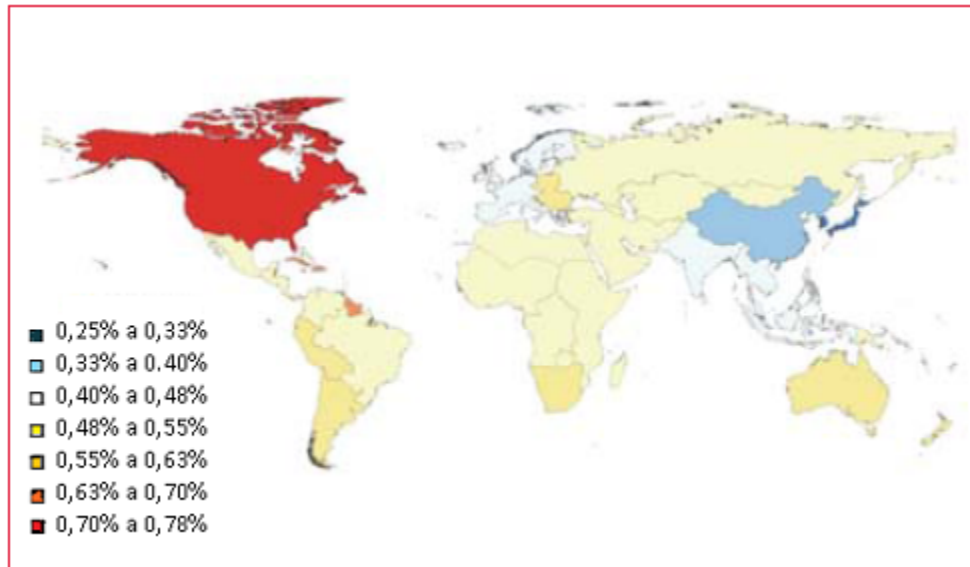 0,25% a 0,33%
0,33% a 0.40%
0,40% a 0,48%
0,48% a 0,55%
0,55% a 0,63%
0,63% a 0,70%
0,70% a 0,78%